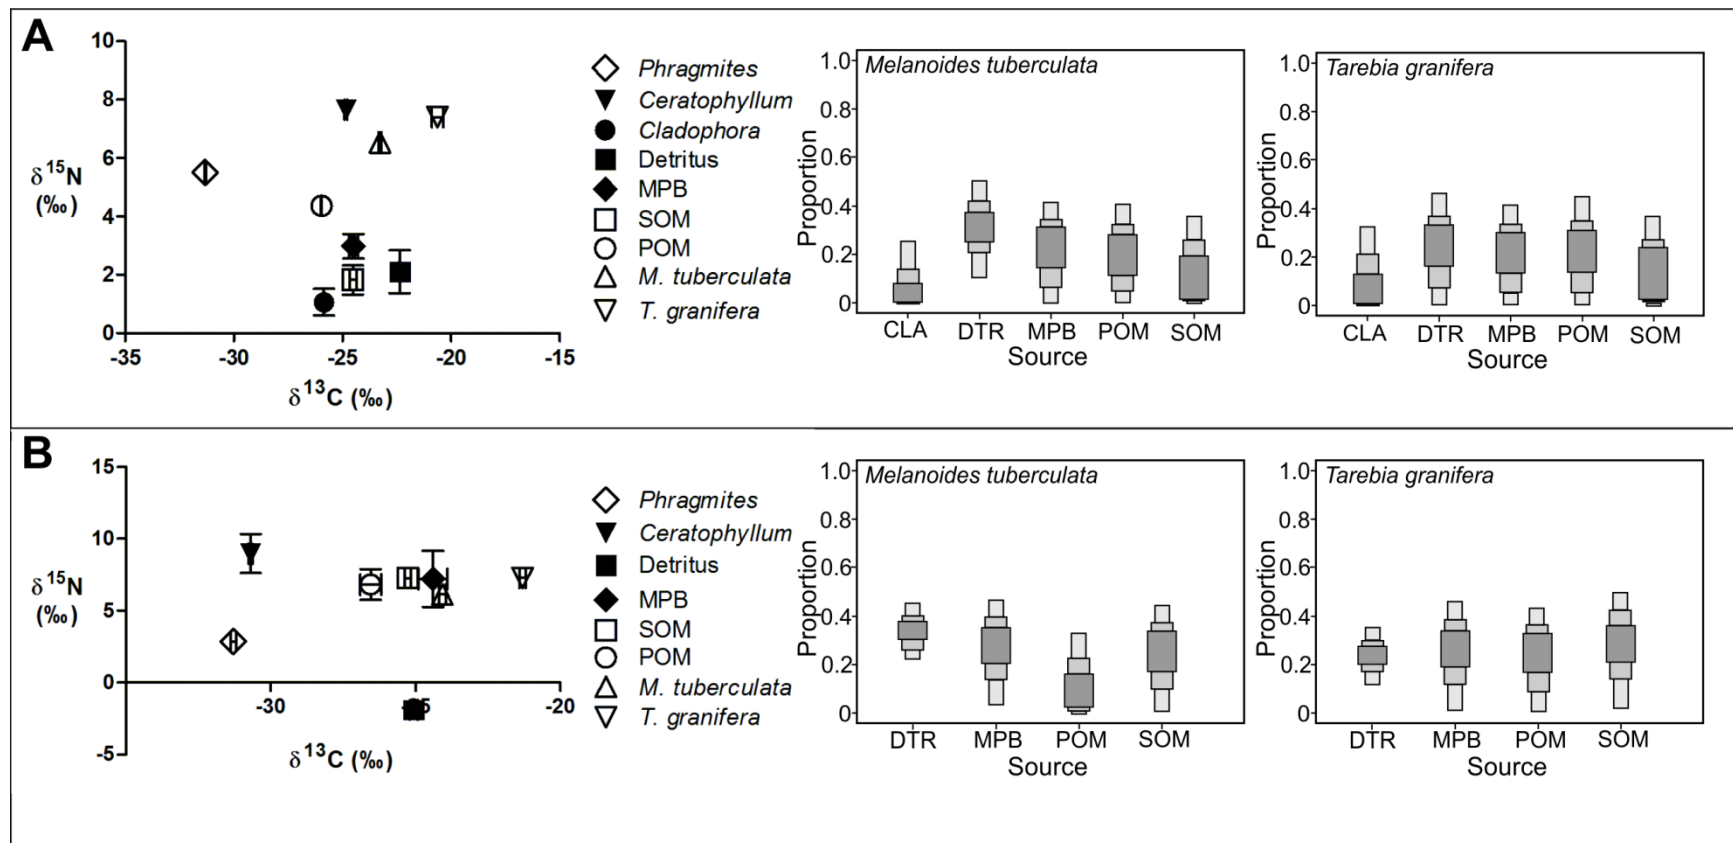 A
10
8
6
4
2
0
δ15N
(‰)
-35 -30 -25 -20 -15
δ13C (‰)
Phragmites
Ceratophyllum
Cladophora
Detritus
MPB
SOM
POM
M. tuberculata
T. granifera
Melanoides tuberculata
1.0
0.8
0.6
0.4
0.2
0
Proportion
CLA DTR MPB POM SOM
Source
Tarebia granifera
1.0
0.8
0.6
0.4
0.2
0
Proportion
CLA DTR MPB POM SOM
Source
B
15
10
5
0
-5
δ15N
(‰)
-30 -25 -20
δ13C (‰)
Phragmites
Ceratophyllum
Detritus
MPB
SOM
POM
M. tuberculata
T. granifera
Melanoides tuberculata
1.0
0.8
0.6
0.4
0.2
0
Proportion
DTR MPB POM SOM
Source
Tarebia granifera
1.0
0.8
0.6
0.4
0.2
0
Proportion
DTR MPB POM SOM
Source